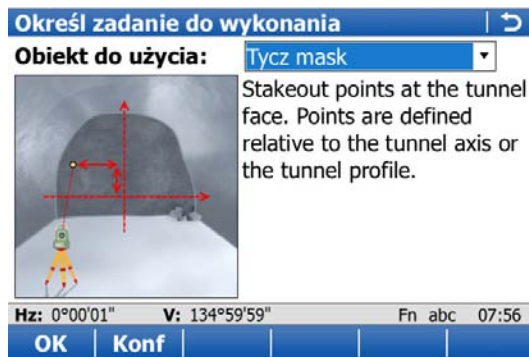 Określ zadanie do wykonania
Obiekt do użycia: Tycz mask
Stakeout points at the tunnel
face. Points are defined
relative to the tunnel axis or
the tunnel profile.
Hz: 0°00'01" V: 134°59'59" Fn abc 07:56
OK Konf